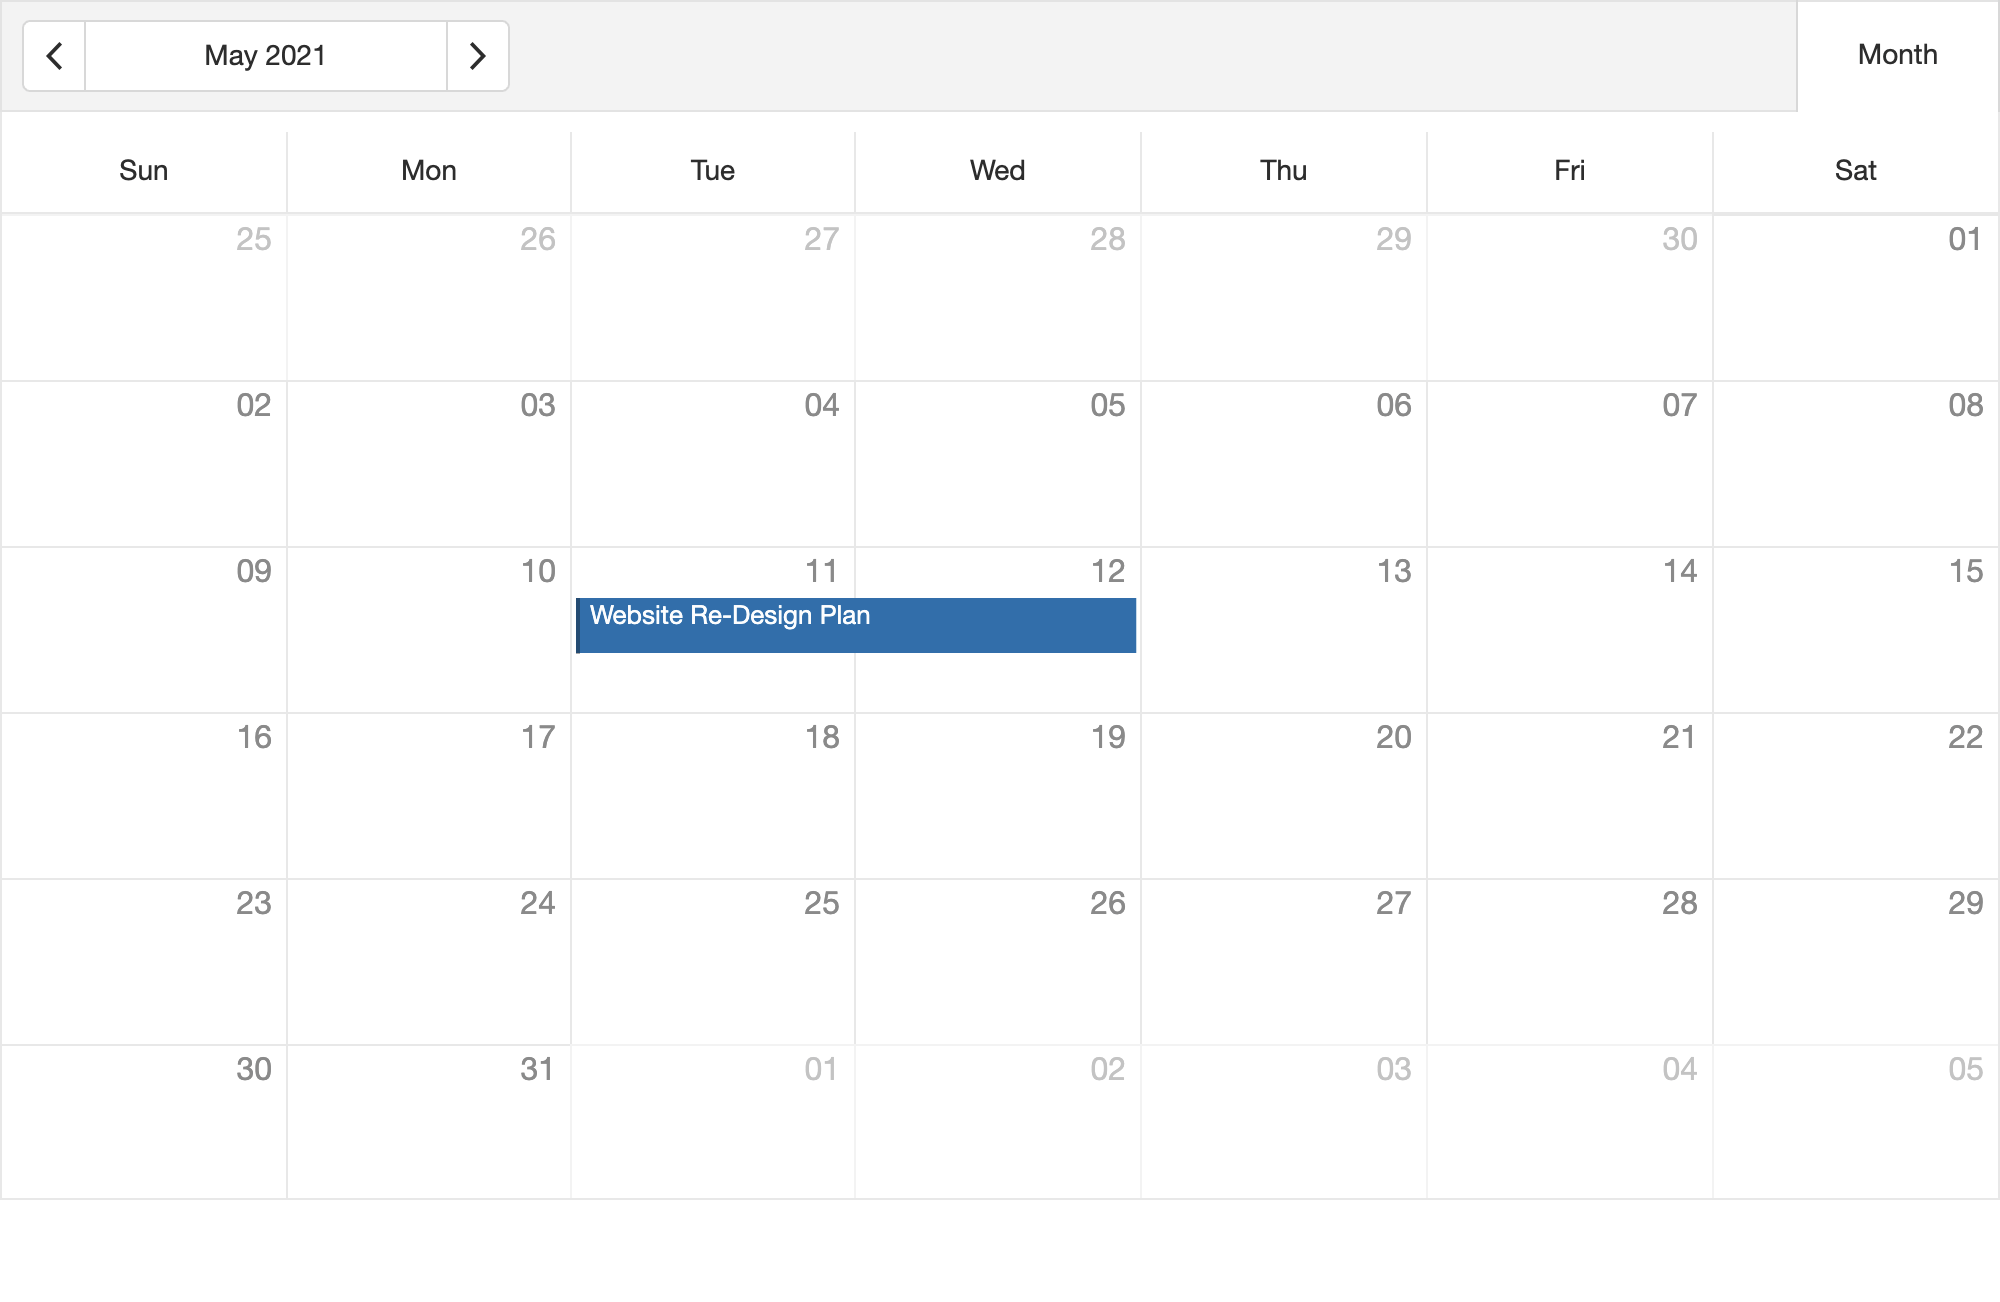 May 2021
Month
Sun Mon Tue Wed Thu Fri Sat
25 26 27 28 29 30 01
02 03 04 05 06 07 08
09 10 11 12 13 14 15
Website Re-Design Plan
16 17 18 19 20 21 22
23 24 25 26 27 28 29
30 31 01 02 03 04 05